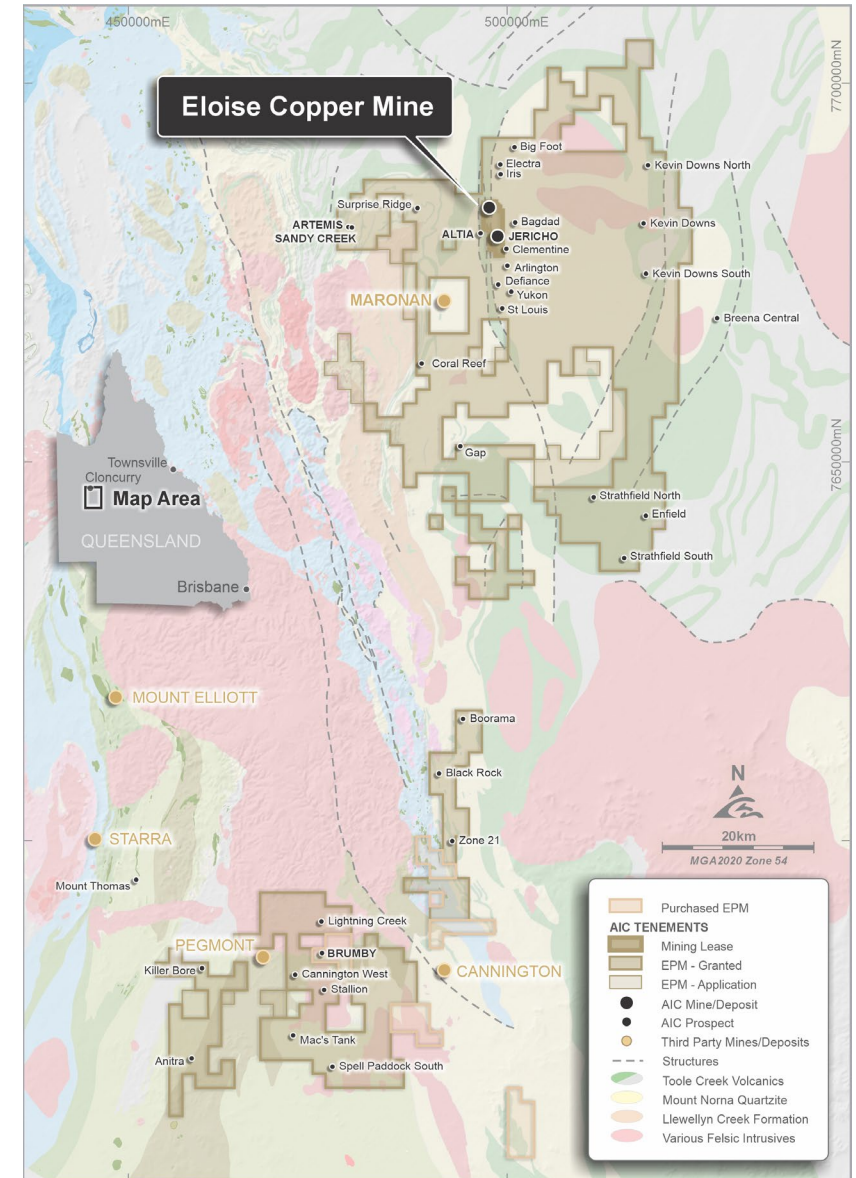 450000mE
500000mE
7700000mN
Eloise Copper Mine
Big Foot
Electra
Iris
Kevin Downs North
Surprise Ridge
ARTEMIS
SANDY CREEK
ALTIA
Bagdad
JERICHO
Clementine
Kevin Downs
Arlington
Defiance
Yukon
St Louis
Kevin Downs South
MARONAN
Breena Central
Coral Reef
7650000mN
Gap
Townsville
Cloncurry
Map Area
QUEENSLAND
Brisbane
Strathfield North
Enfield
Strathfield South
MOUNT ELLIOTT
Boorama
Black Rock
N
20km
MGA2020 Zone 54
STARRA
Zone 21
Mount Thomas
Lightning Creek
PEGMONT
BRUMBY
Killer Bore
Cannington West
CANNINGTON
Stallion
Mac's Tank
Anitra
Spell Paddock South
Purchased EPM
AIC TENEMENTS
Mining Lease
EPM - Granted
EPM - Application
AIC Mine/Deposit
AIC Prospect
Third Party Mines/Deposits
Structures
Toole Creek Volcanics
Mount Norna Quartzite
Llewellyn Creek Formation
Various Felsic Intrusives